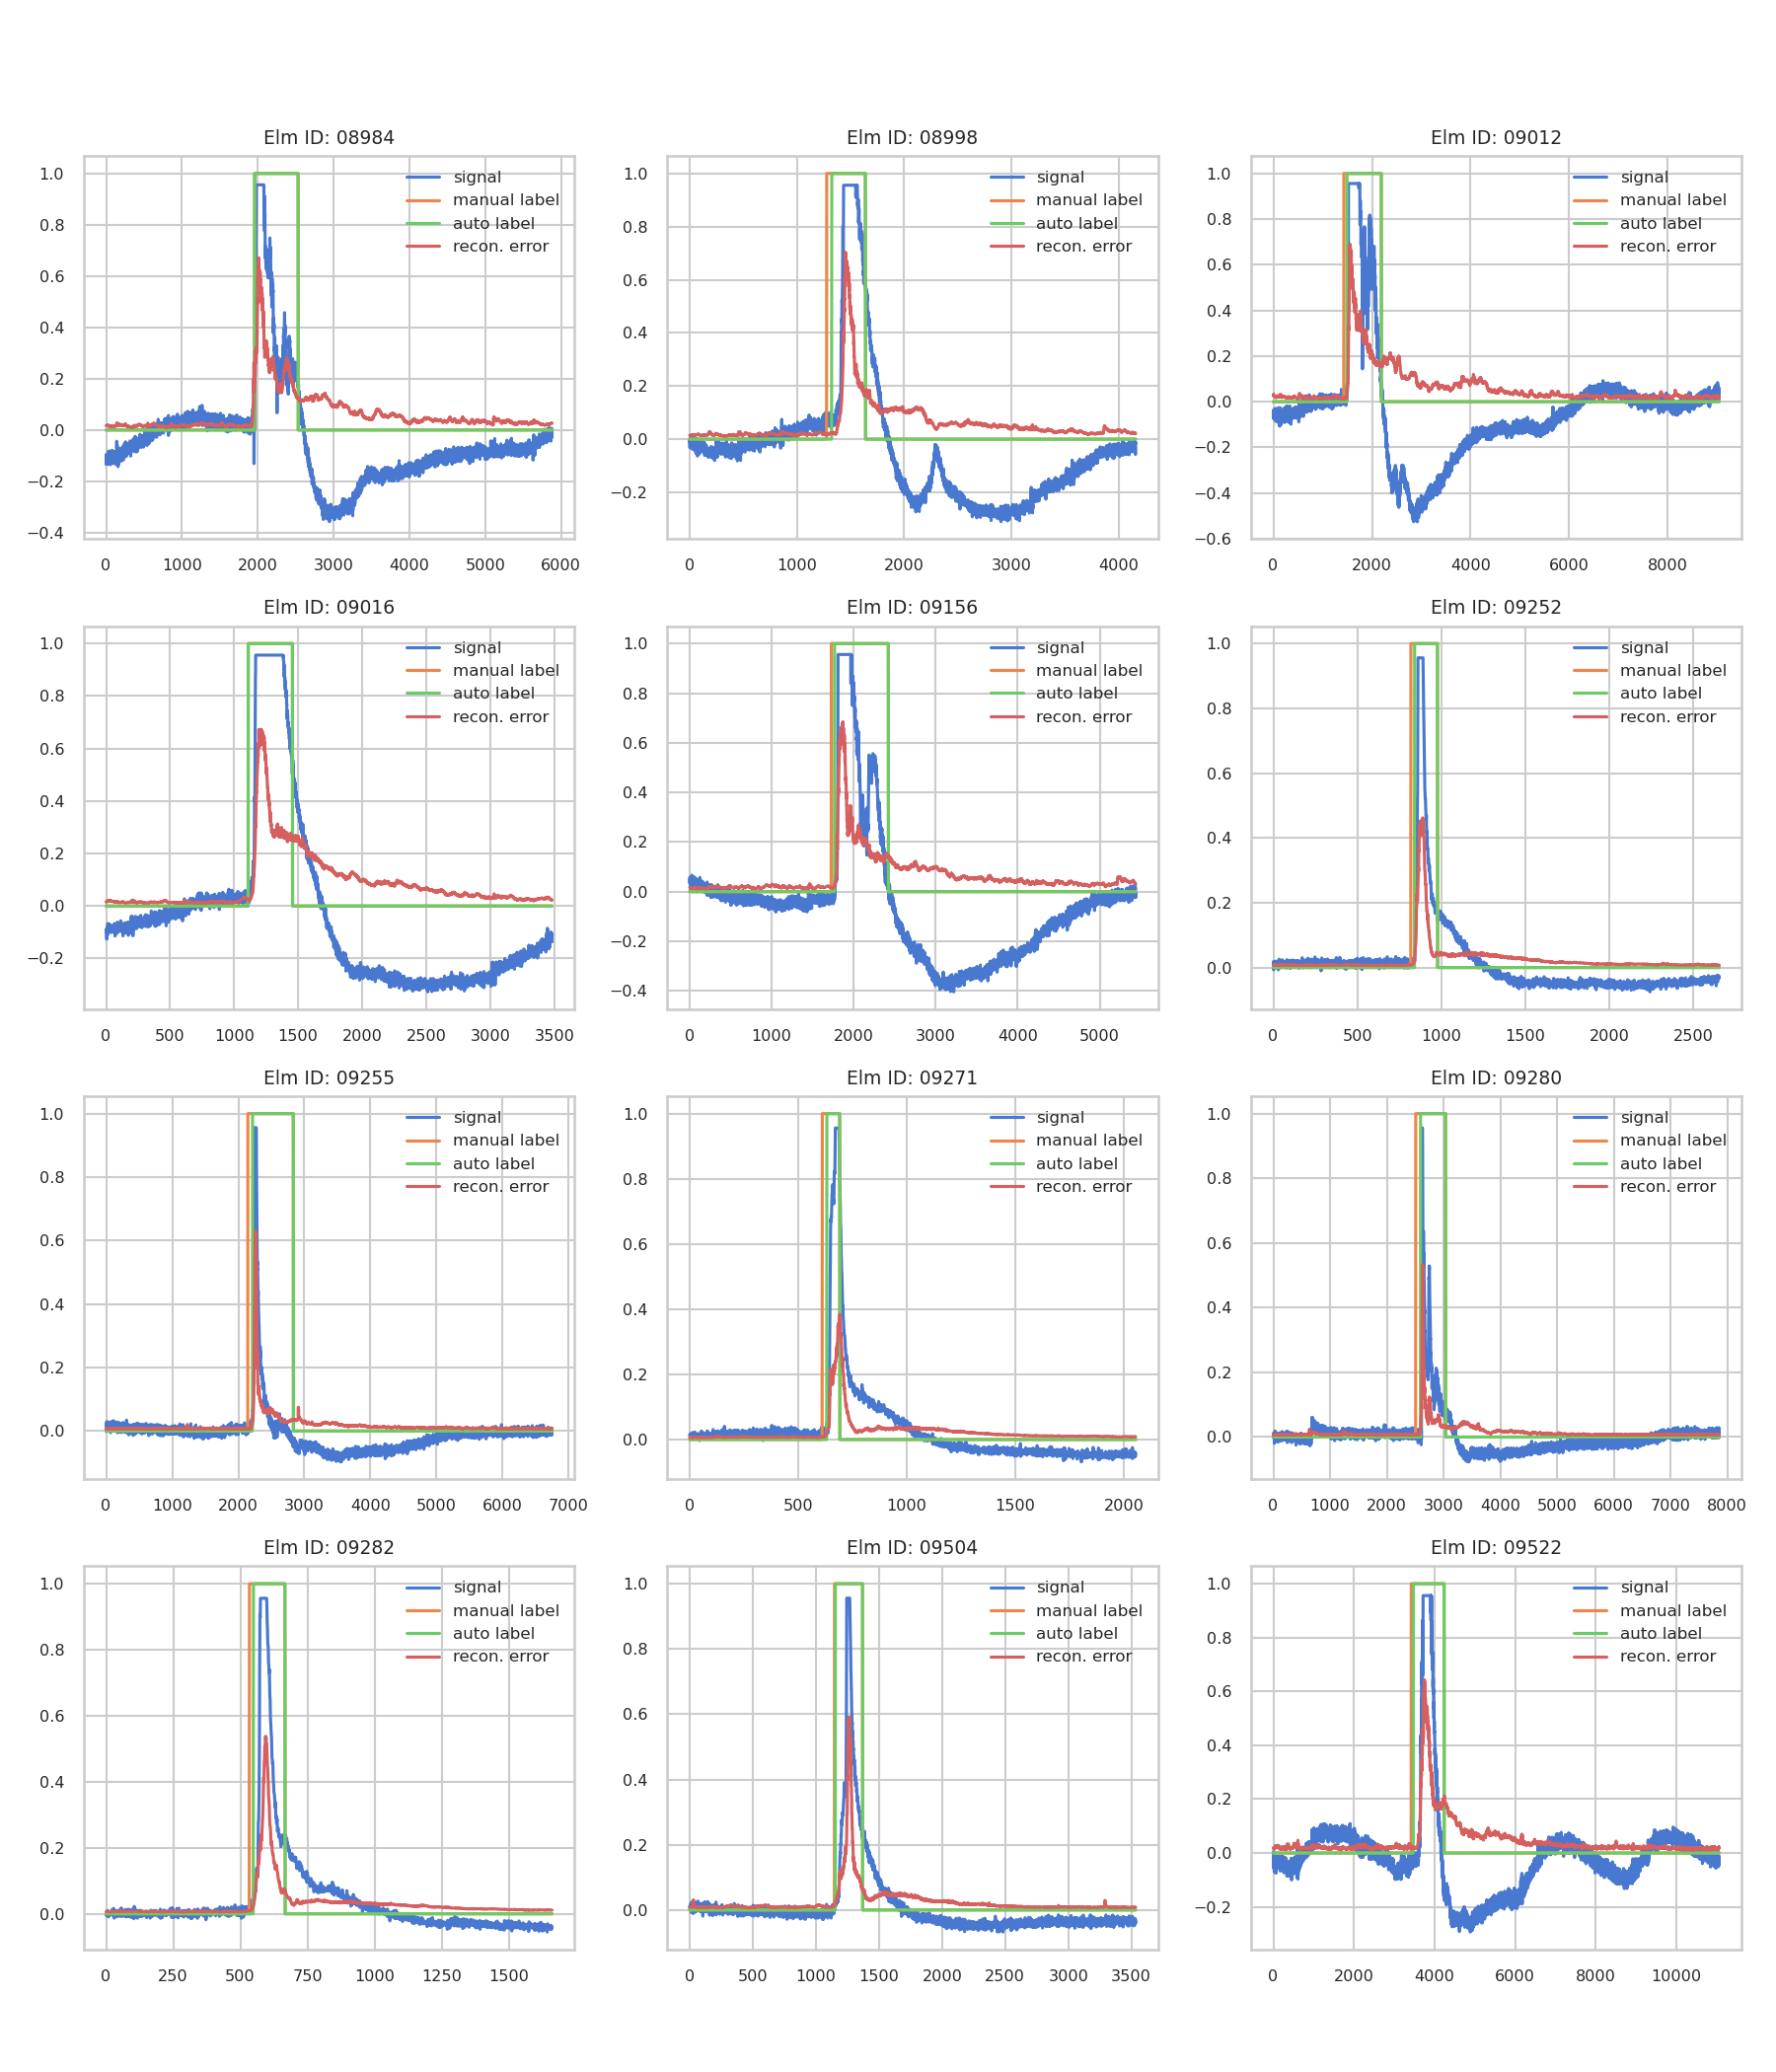 Elm ID: 08984
1.0
0.8
0.6
0.4
0.2
0.0
−0.2
−0.4
0 1000 2000 3000 4000 5000 6000
signal
manual label
auto label
recon. error
Elm ID: 08998
1.0
0.8
0.6
0.4
0.2
0.0
−0.2
0 1000 2000 3000 4000
signal
manual label
auto label
recon. error
Elm ID: 09012
1.0
0.8
0.6
0.4
0.2
0.0
−0.2
−0.4
−0.6
0 2000 4000 6000 8000
signal
manual label
auto label
recon. error
Elm ID: 09016
1.0
0.8
0.6
0.4
0.2
0.0
−0.2
0 500 1000 1500 2000 2500 3000 3500
signal
manual label
auto label
recon. error
Elm ID: 09156
1.0
0.8
0.6
0.4
0.2
0.0
−0.2
−0.4
0 1000 2000 3000 4000 5000
signal
manual label
auto label
recon. error
Elm ID: 09252
1.0
0.8
0.6
0.4
0.2
0.0
0 500 1000 1500 2000 2500
signal
manual label
auto label
recon. error
Elm ID: 09255
1.0
0.8
0.6
0.4
0.2
0.0
0 1000 2000 3000 4000 5000 6000 7000
signal
manual label
auto label
recon. error
Elm ID: 09271
1.0
0.8
0.6
0.4
0.2
0.0
0 500 1000 1500 2000
signal
manual label
auto label
recon. error
Elm ID: 09280
1.0
0.8
0.6
0.4
0.2
0.0
0 1000 2000 3000 4000 5000 6000 7000 8000
signal
manual label
auto label
recon. error
Elm ID: 09282
1.0
0.8
0.6
0.4
0.2
0.0
0 250 500 750 1000 1250 1500
signal
manual label
auto label
recon. error
Elm ID: 09504
1.0
0.8
0.6
0.4
0.2
0.0
0 500 1000 1500 2000 2500 3000 3500
signal
manual label
auto label
recon. error
Elm ID: 09522
1.0
0.8
0.6
0.4
0.2
0.0
−0.2
0 2000 4000 6000 8000 10000
signal
manual label
auto label
recon. error